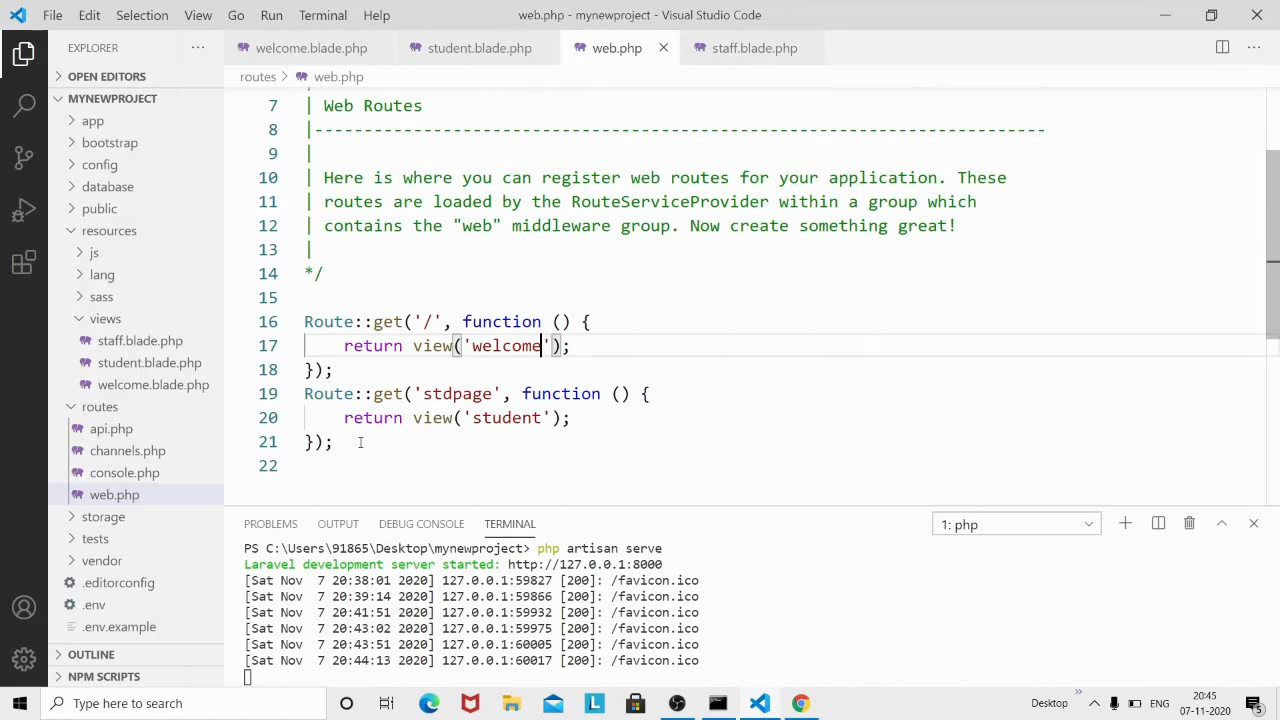 File Edit Selection View Go Run Terminal Help
web.php - mynewproject - Visual Studio Code
EXPLORER ···
OPEN EDITORS
MYNEWPROJECT
app
bootstrap
config
database
public
resources
js
lang
sass
views
staff.blade.php
student.blade.php
welcome.blade.php
routes
api.php
channels.php
console.php
web.php
storage
tests
vendor
.editorconfig
.env
.env.example
OUTLINE
NPM SCRIPTS
welcome.blade.php student.blade.php web.php staff.blade.php
routes > web.php
7 | Web Routes
8 |--------------------------------------------------------------------------
9 |
10 | Here is where you can register web routes for your application. These
11 | routes are loaded by the RouteServiceProvider within a group which
12 | contains the "web" middleware group. Now create something great!
13 |
14 */
15
16 Route::get('/', function () {
17     return view('welcome');
18 });
19 Route::get('stdpage', function () {
20     return view('student');
21 });
22
PROBLEMS OUTPUT DEBUG CONSOLE TERMINAL 1: php
PS C:\Users\91865\Desktop\mynewproject> php artisan serve
Laravel development server started: http://127.0.0.1:8000
[Sat Nov  7 20:38:01 2020] 127.0.0.1:59827 [200]: /favicon.ico
[Sat Nov  7 20:39:14 2020] 127.0.0.1:59866 [200]: /favicon.ico
[Sat Nov  7 20:41:51 2020] 127.0.0.1:59932 [200]: /favicon.ico
[Sat Nov  7 20:43:02 2020] 127.0.0.1:59975 [200]: /favicon.ico
[Sat Nov  7 20:43:51 2020] 127.0.0.1:60005 [200]: /favicon.ico
[Sat Nov  7 20:44:13 2020] 127.0.0.1:60017 [200]: /favicon.ico
Type here to search
L
Desktop » ENG
20:45
07-11-2020
5